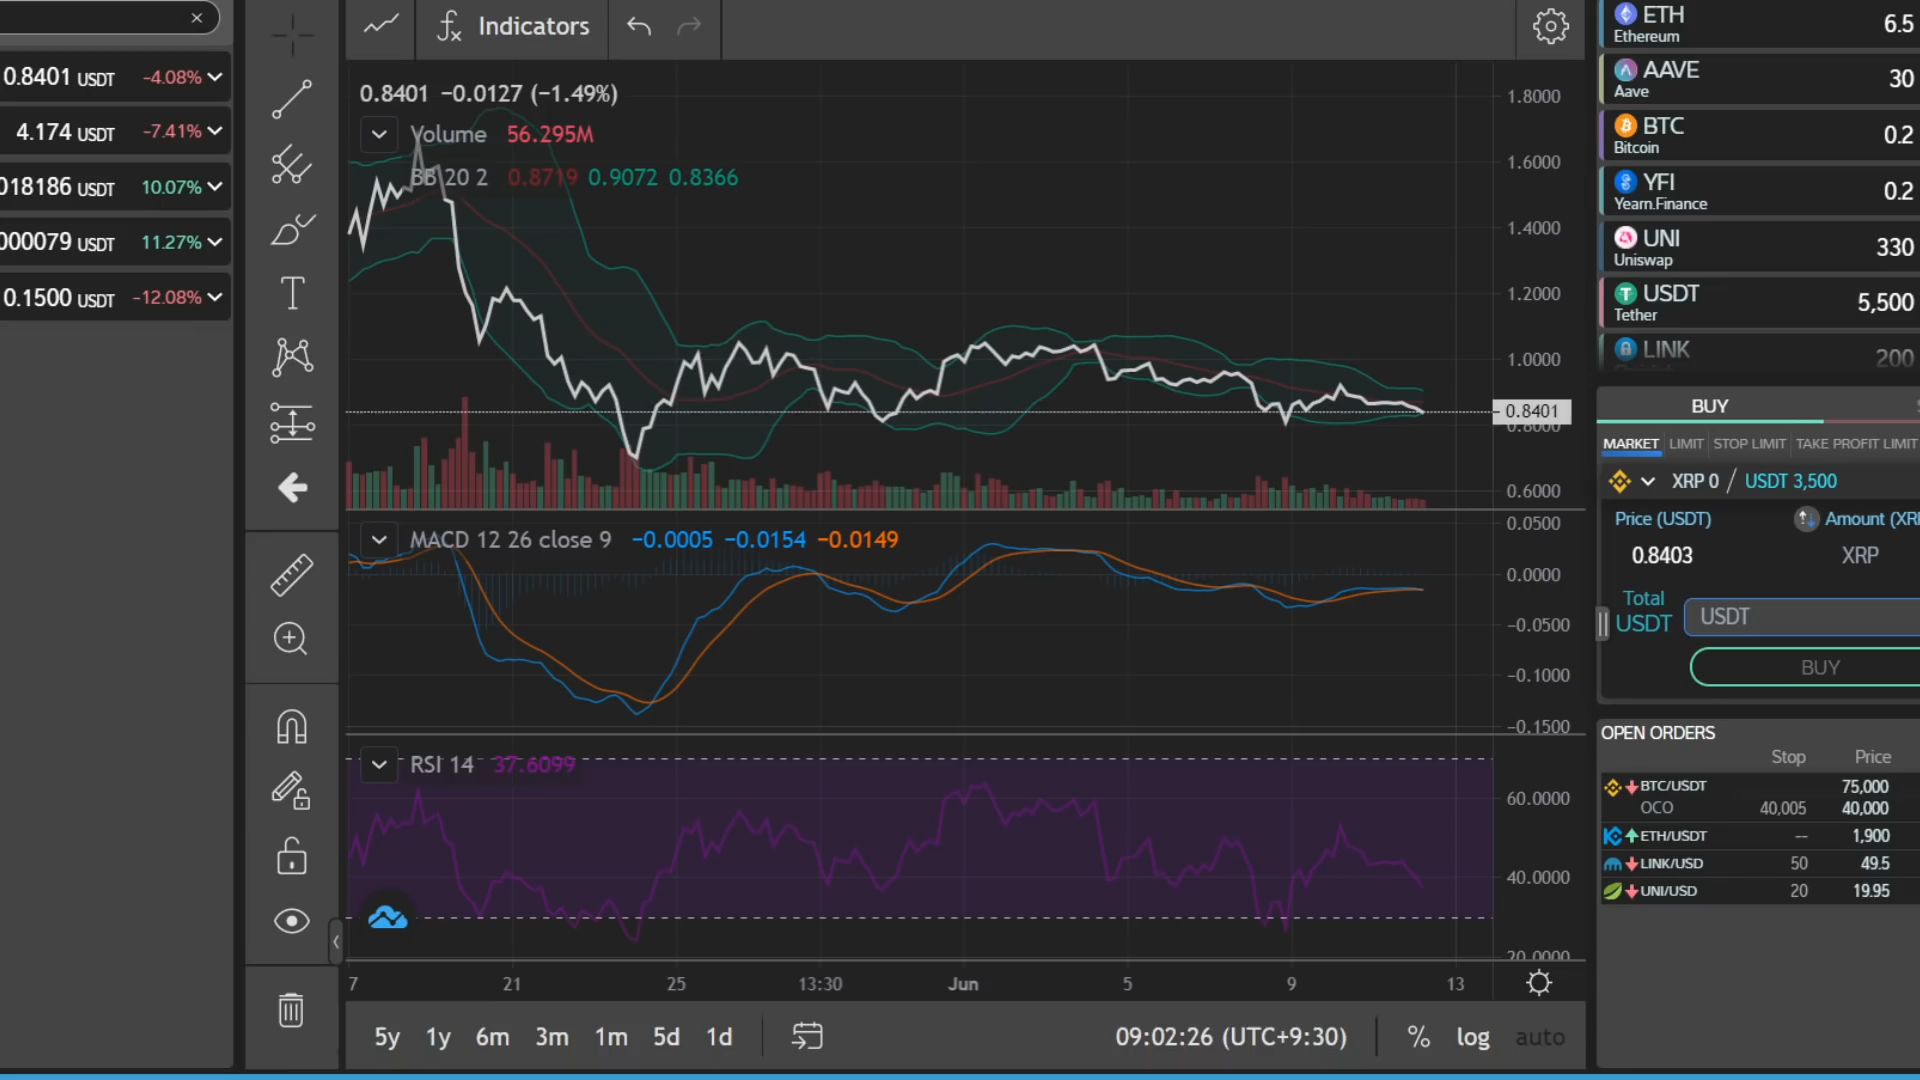 0.8401 USDT -4.08%
4.174 USDT -7.41%
018186 USDT 10.07%
000079 USDT 11.27%
0.1500 USDT -12.08%
Indicators
0.8401 −0.0127 (−1.49%)
Volume 56.295M
BB 20 2 0.8719 0.9072 0.8366
1.8000
1.6000
1.4000
1.2000
1.0000
0.8401
0.8000
0.6000
MACD 12 26 close 9 −0.0005 −0.0154 −0.0149
0.0500
0.0000
−0.0500
−0.1000
−0.1500
RSI 14 37.6099
60.0000
40.0000
20.0000
7 21 25 13:30 Jun 5 9 13
5y 1y 6m 3m 1m 5d 1d 09:02:26 (UTC+9:30) % log auto
ETH 6.5
Ethereum
AAVE 30
Aave
BTC 0.2
Bitcoin
YFI 0.2
Yearn.Finance
UNI 330
Uniswap
USDT 5,500
Tether
LINK 200
BUY
MARKET LIMIT STOP LIMIT TAKE PROFIT LIMIT
XRP 0 / USDT 3,500
Price (USDT) Amount (XRP
0.8403 XRP
Total
USDT USDT
BUY
OPEN ORDERS
Stop Price
BTC/USDT 75,000
OCO 40,005 40,000
ETH/USDT -- 1,900
LINK/USD 50 49.5
UNI/USD 20 19.95